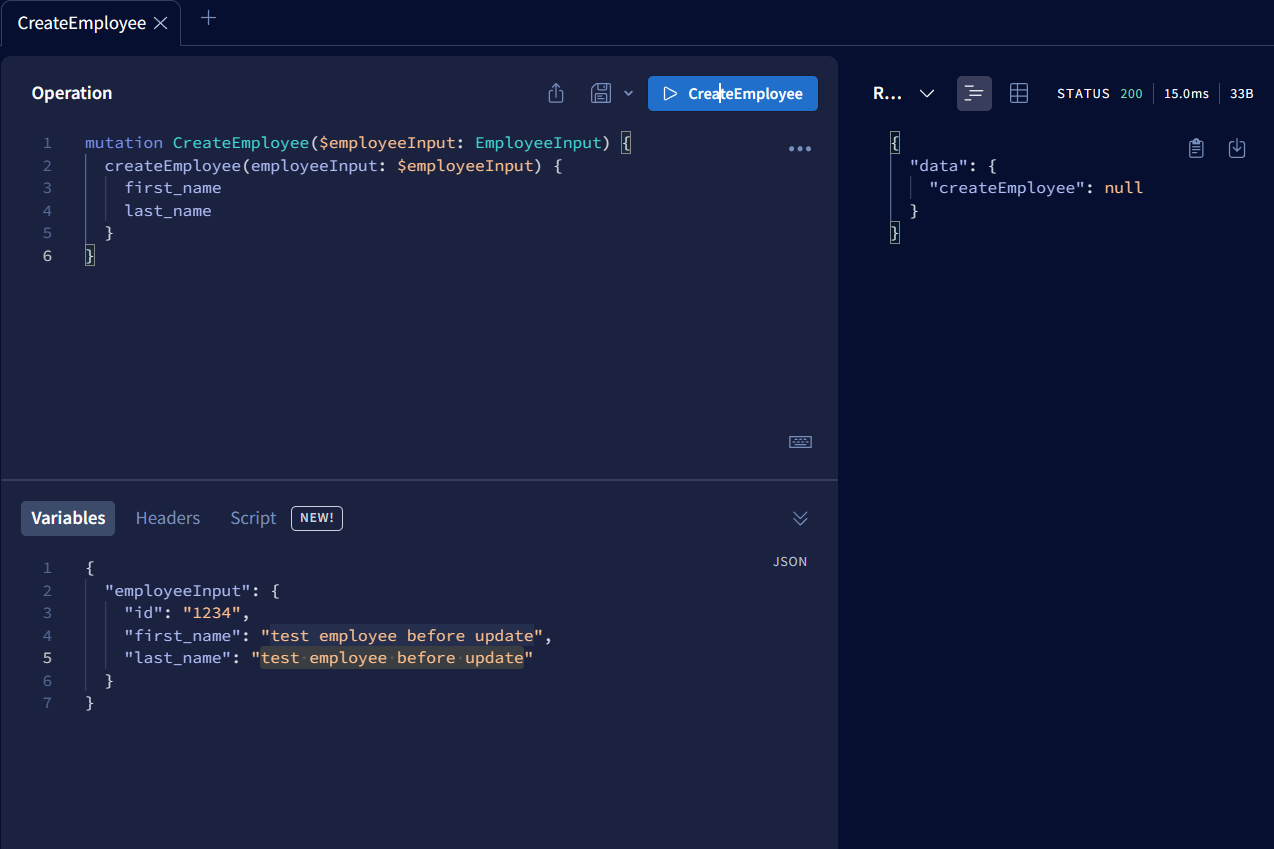 CreateEmployee
Operation
CreateEmployee
1 mutation CreateEmployee($employeeInput: EmployeeInput) {
2   createEmployee(employeeInput: $employeeInput) {
3     first_name
4     last_name
5   }
6 }
Variables Headers Script NEW!
JSON
1 {
2   "employeeInput": {
3     "id": "1234",
4     "first_name": "test employee before update",
5     "last_name": "test employee before update"
6   }
7 }
R... STATUS 200 15.0ms 33B
{
  "data": {
    "createEmployee": null
  }
}